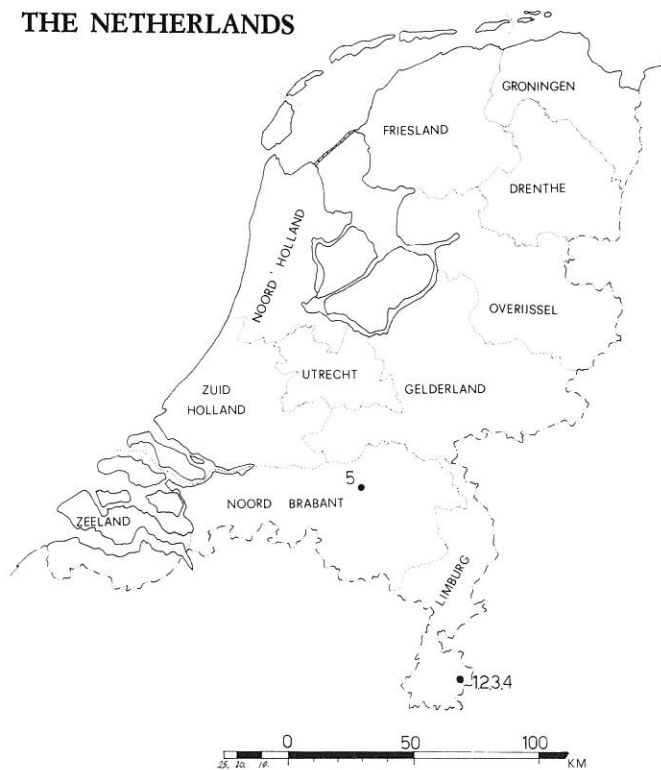 THE NETHERLANDS
GRONINGEN
FRIESLAND
DRENTHE
NOORD HOLLAND
OVERIJSSEL
UTRECHT
GELDERLAND
ZUID
HOLLAND
5
NOORD BRABANT
ZEELAND
LIMBURG
1,2,3,4
0 50 100
25. 20. 10. KM